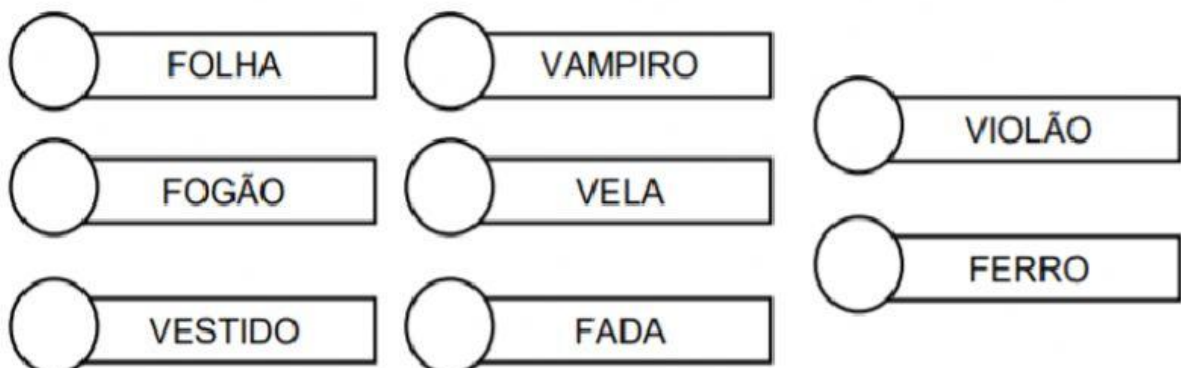 FOLHA
FOGÃO
VESTIDO
VAMPIRO
VELA
FADA
VIOLÃO
FERRO